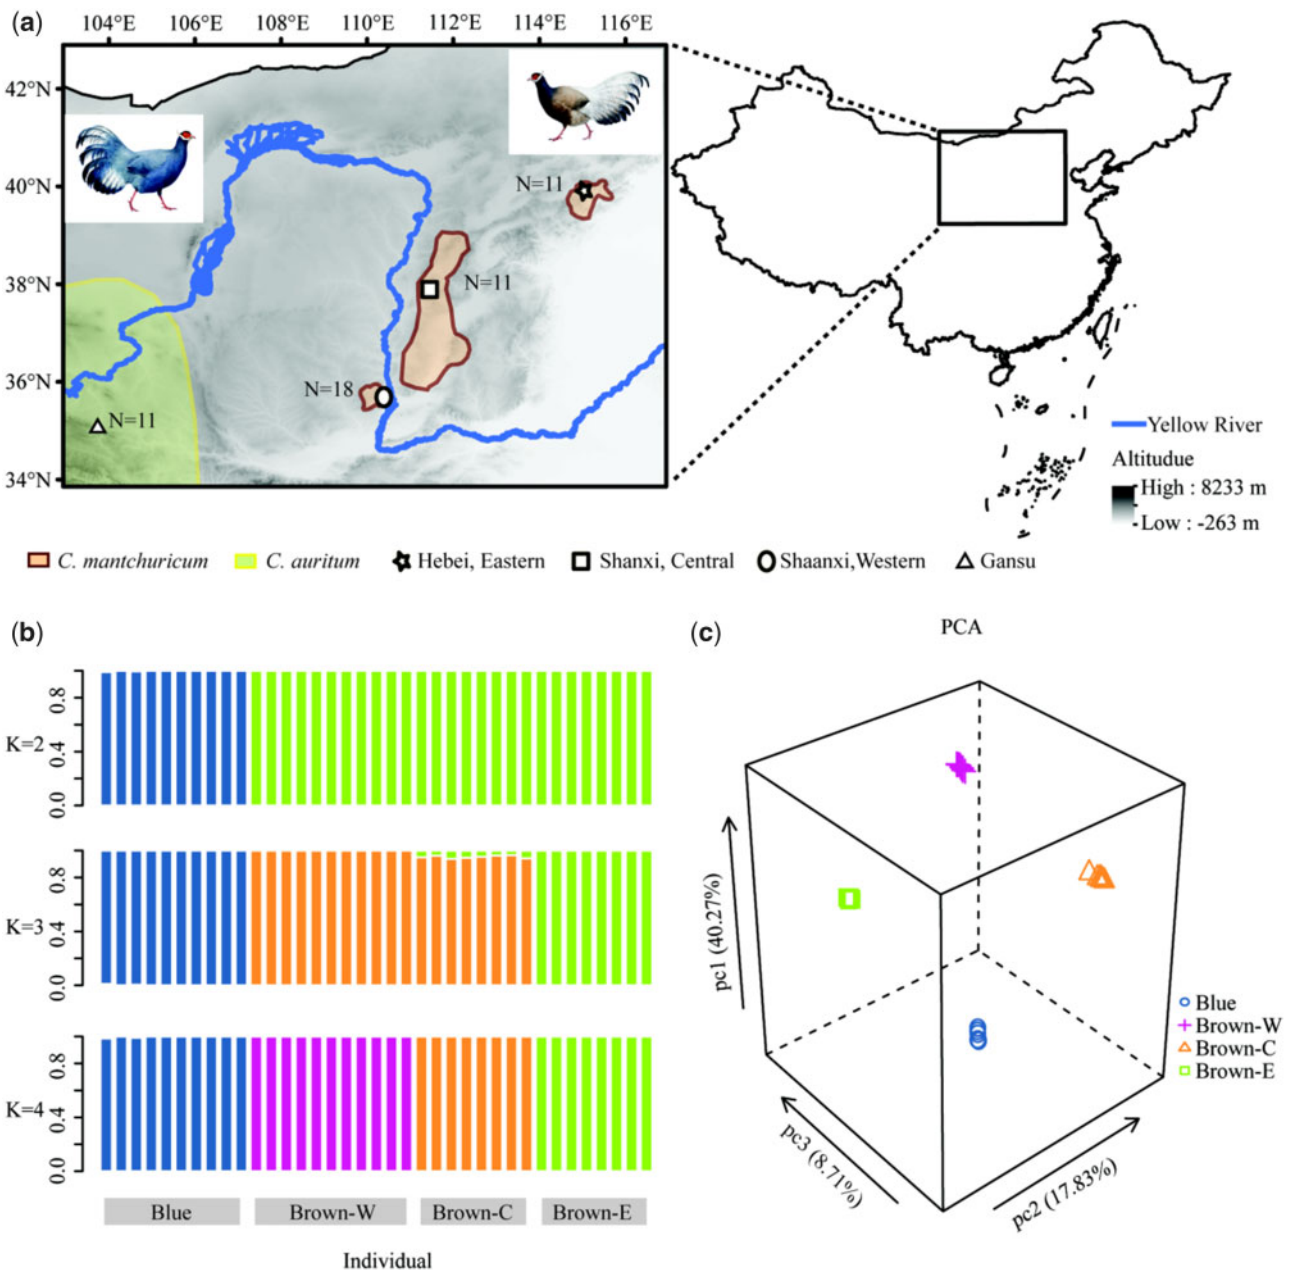 (a)
104°E 106°E 108°E 110°E 112°E 114°E 116°E
42°N
40°N
38°N
36°N
34°N
N=11
N=11
N=18
N=11
Yellow River
Altitudue
High : 8233 m
Low : -263 m
C. mantchuricum C. auritum Hebei, Eastern Shanxi, Central Shaanxi,Western Gansu
(b)
K=2
0.0 0.4 0.8
K=3
0.0 0.4 0.8
K=4
0.0 0.4 0.8
Blue Brown-W Brown-C Brown-E
Individual
(c)
PCA
pc1 (40.27%)
pc3 (8.71%)
pc2 (17.83%)
Blue
Brown-W
Brown-C
Brown-E